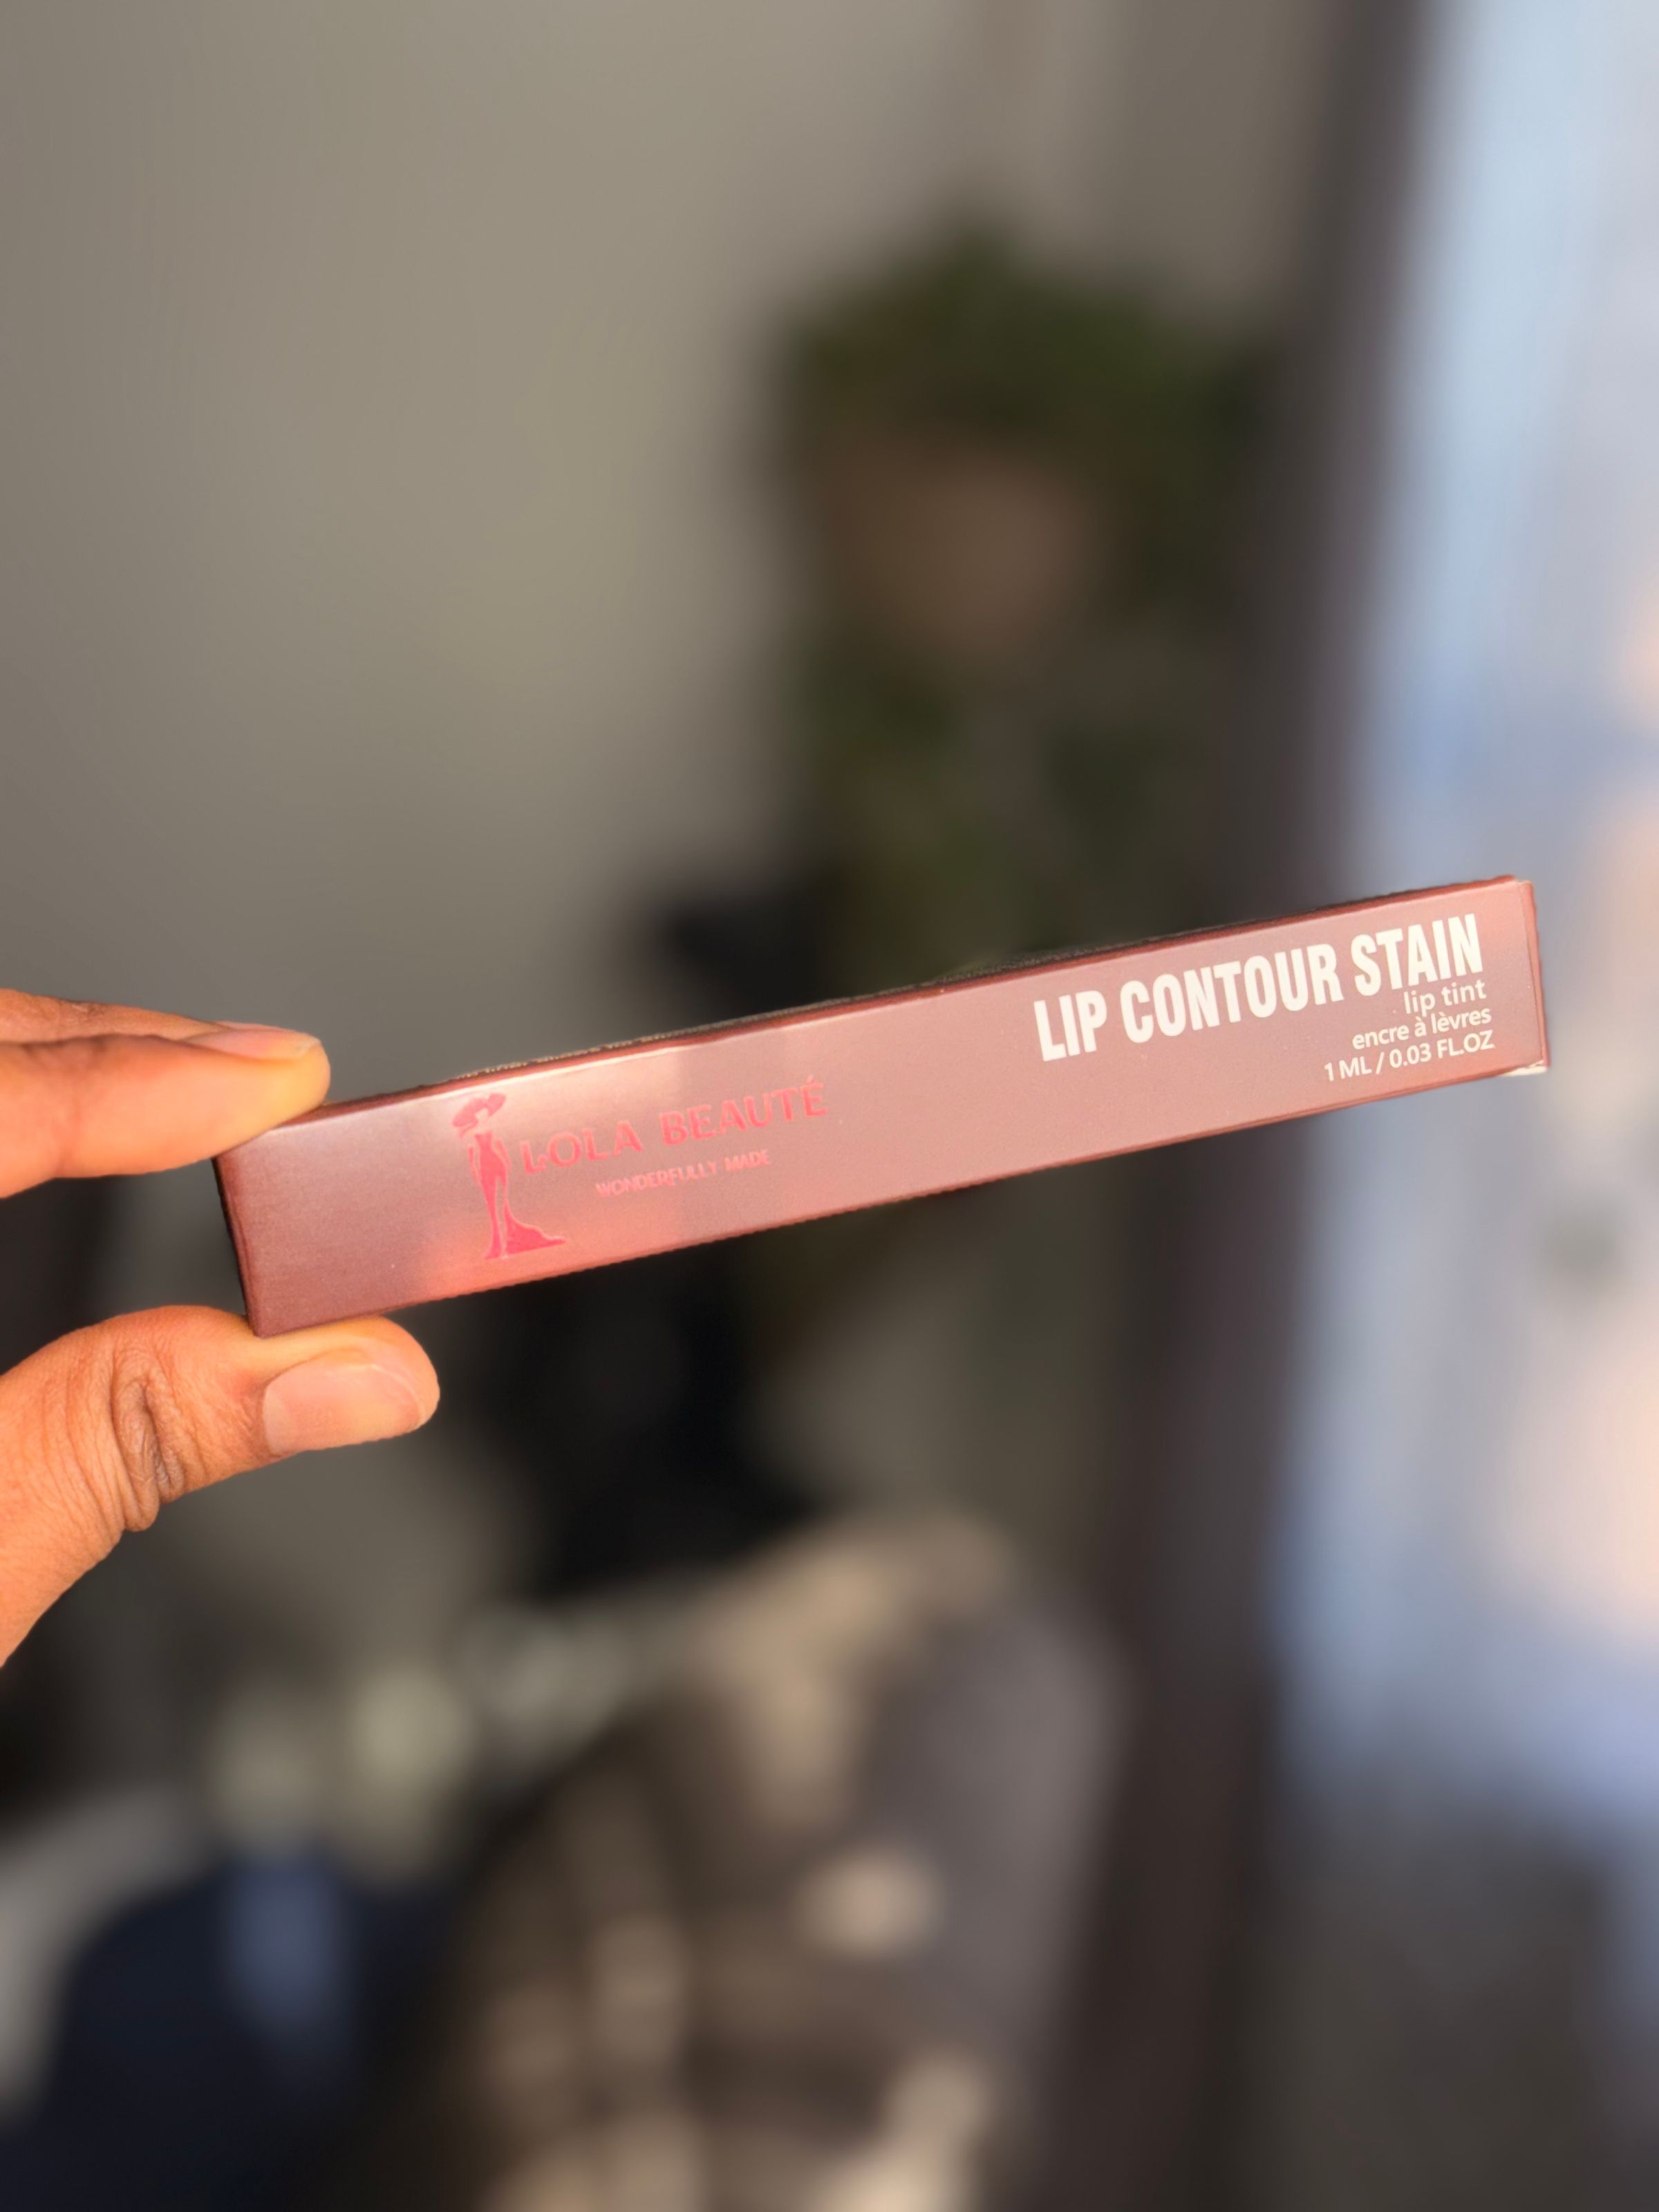 LOLA BEAUTÉ
WONDERFULLY MADE
LIP CONTOUR STAIN
lip tint
encre à lèvres
1 ML / 0.03 FL.OZ